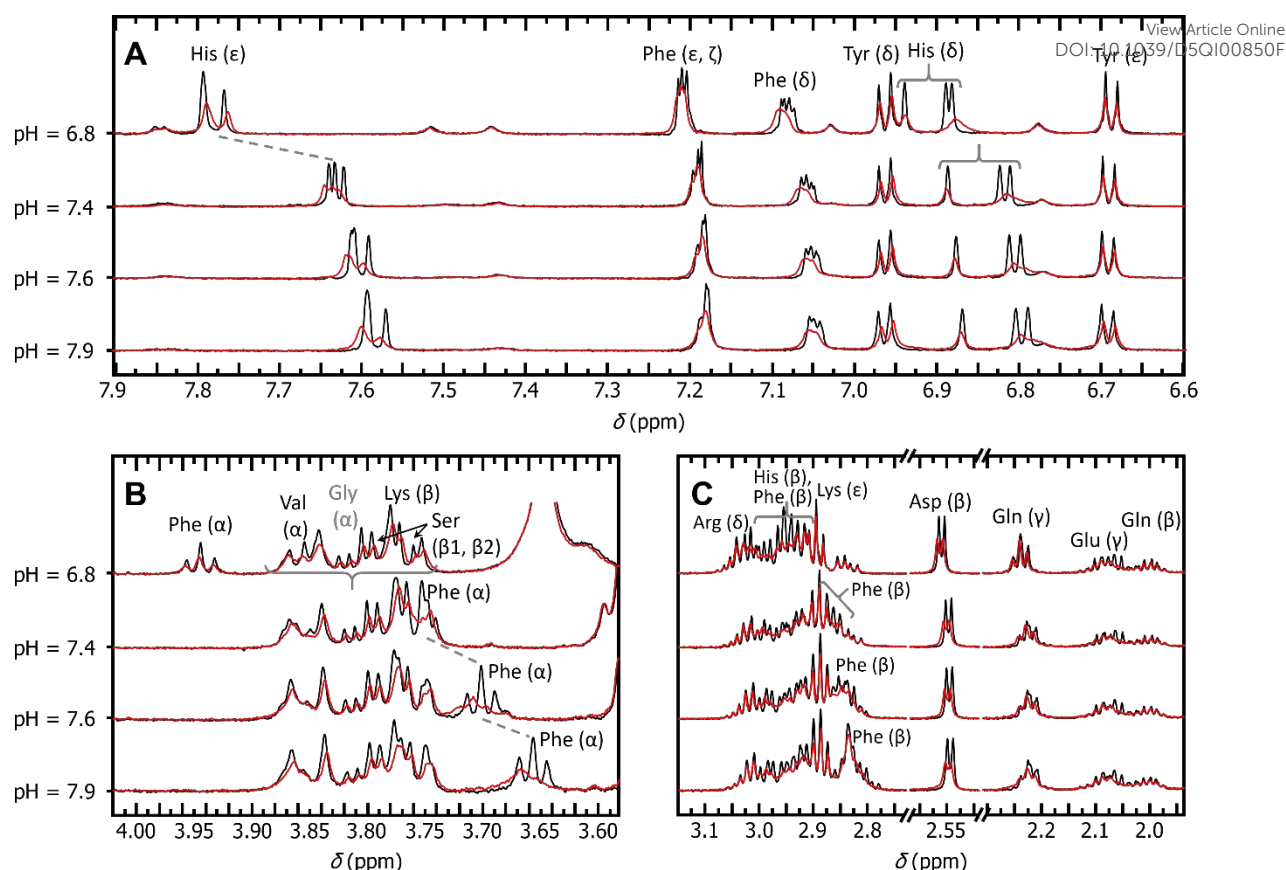 View Article Online
DOI: 10.1039/D5QI00850F
A
His (ε)
Phe (ε, ζ)
Phe (δ)
Tyr (δ)
His (δ)
Tyr (ε)
pH = 6.8
pH = 7.4
pH = 7.6
pH = 7.9
7.9 7.8 7.7 7.6 7.5 7.4 7.3 7.2 7.1 7.0 6.9 6.8 6.7 6.6
δ (ppm)
B
Phe (α)
Val
(α)
Gly
(α)
Lys (β)
Ser
(β1, β2)
Phe (α)
Phe (α)
Phe (α)
pH = 6.8
pH = 7.4
pH = 7.6
pH = 7.9
4.00 3.95 3.90 3.85 3.80 3.75 3.70 3.65 3.60
δ (ppm)
C
Arg (δ)
His (β),
Phe (β)
Lys (ε)
Asp (β)
Gln (γ)
Glu (γ)
Gln (β)
Phe (β)
Phe (β)
Phe (β)
3.1 3.0 2.9 2.8 2.55 2.2 2.1 2.0
δ (ppm)